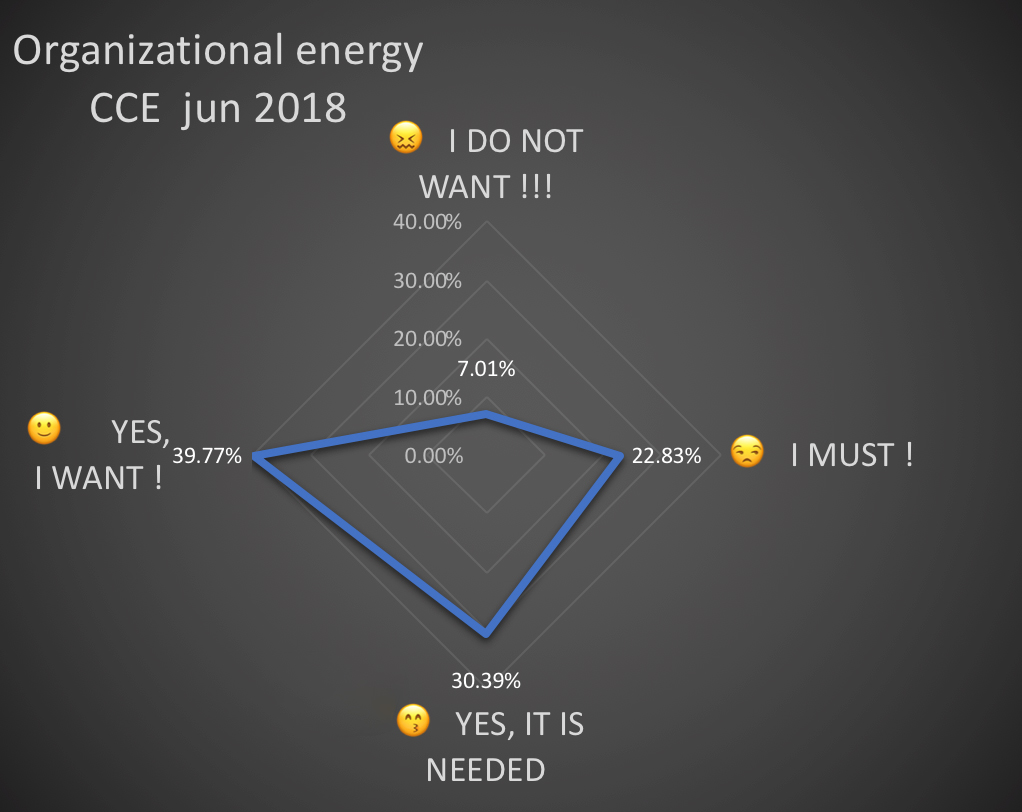 Organizational energy
CCE jun 2018
😖 I DO NOT
WANT !!!
40.00%
30.00%
20.00%
7.01%
10.00%
🙂 YES,
I WANT !
39.77%
0.00%
22.83%
😒 I MUST !
30.39%
😙 YES, IT IS
NEEDED